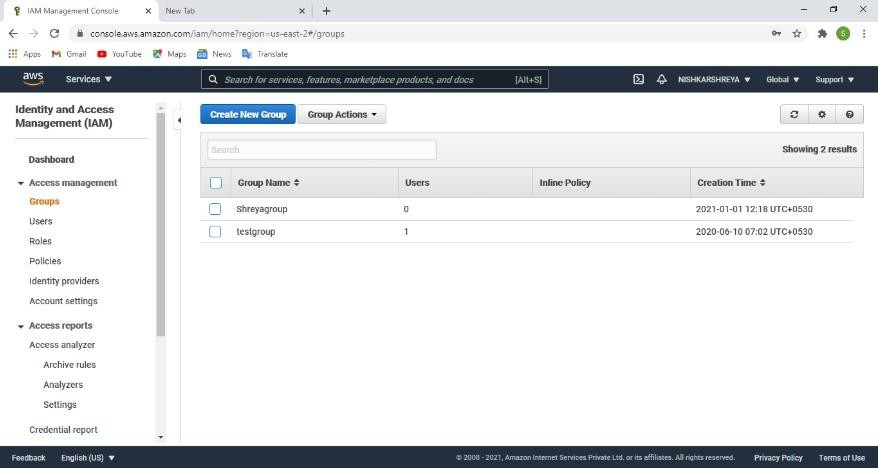 IAM Management Console
New Tab
console.aws.amazon.com/iam/home?region=us-east-2#/groups
S
Apps Gmail YouTube Maps News Translate
aws Services Search for services, features, marketplace products, and docs [Alt+S] NISHKARSHREYA Global Support
Identity and Access
Management (IAM)
Dashboard
Access management
Groups
Users
Roles
Policies
Identity providers
Account settings
Access reports
Access analyzer
Archive rules
Analyzers
Settings
Credential report
Create New Group Group Actions
Search Showing 2 results
Group Name Users Inline Policy Creation Time
Shreyagroup 0 2021-01-01 12:18 UTC+0530
testgroup 1 2020-06-10 07:02 UTC+0530
Feedback English (US) © 2008 - 2021, Amazon Internet Services Private Ltd. or its affiliates. All rights reserved. Privacy Policy Terms of Use